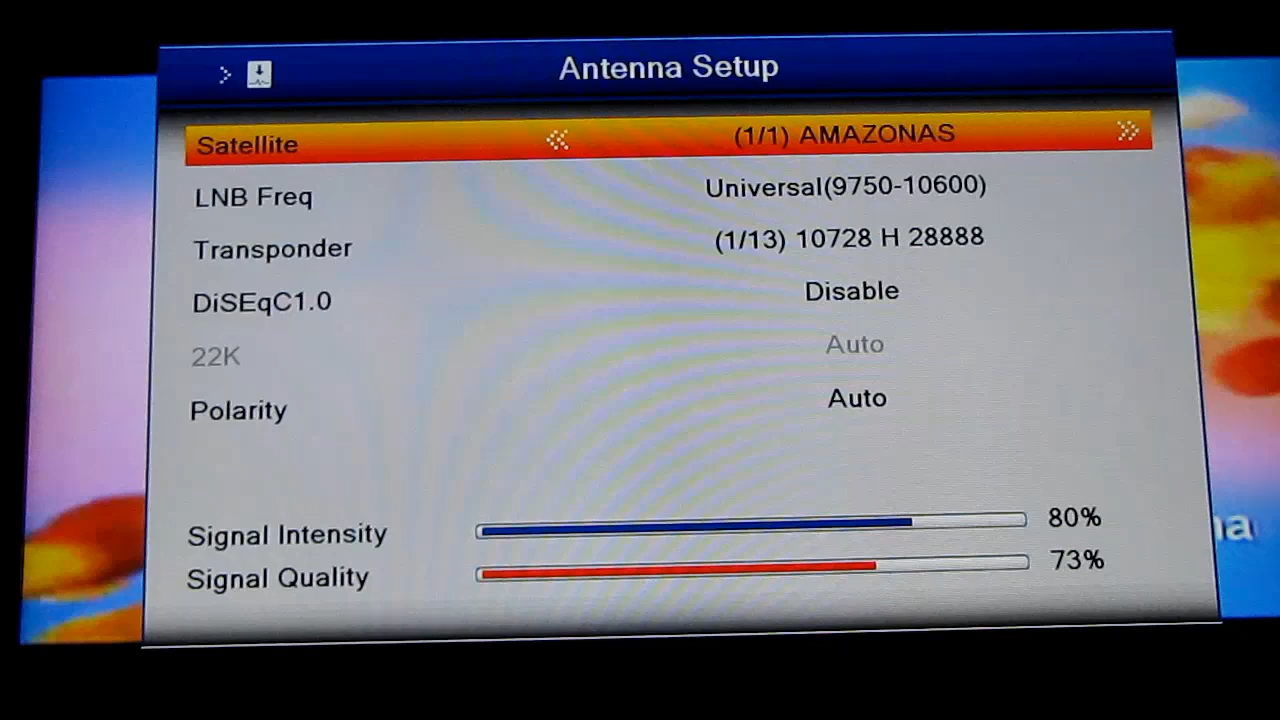 Antenna Setup
Satellite (1/1) AMAZONAS
LNB Freq Universal(9750-10600)
Transponder (1/13) 10728 H 28888
DiSEqC1.0 Disable
22K Auto
Polarity Auto
Signal Intensity 80%
Signal Quality 73%